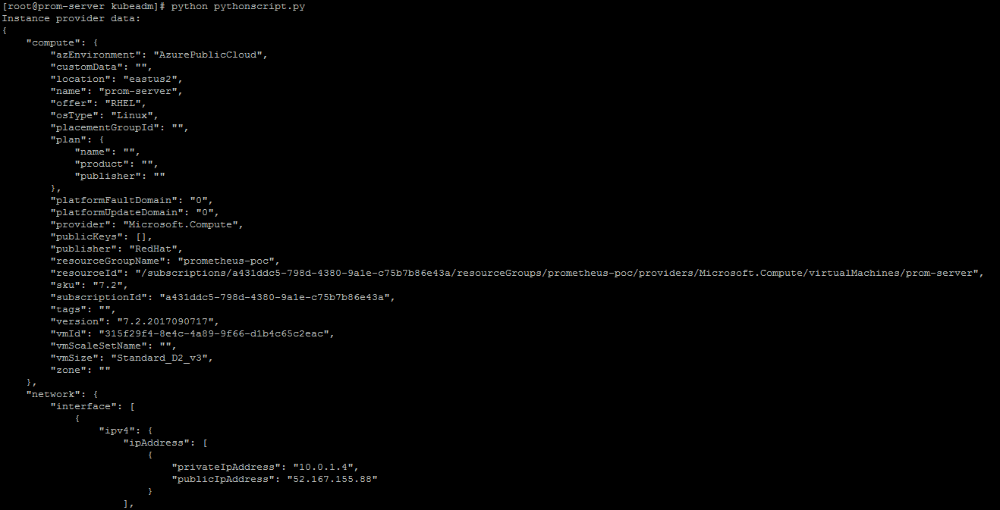 [root@prom-server kubeadm]# python pythonscript.py
Instance provider data:
{
    "compute": {
        "azEnvironment": "AzurePublicCloud",
        "customData": "",
        "location": "eastus2",
        "name": "prom-server",
        "offer": "RHEL",
        "osType": "Linux",
        "placementGroupId": "",
        "plan": {
            "name": "",
            "product": "",
            "publisher": ""
        },
        "platformFaultDomain": "0",
        "platformUpdateDomain": "0",
        "provider": "Microsoft.Compute",
        "publicKeys": [],
        "publisher": "RedHat",
        "resourceGroupName": "prometheus-poc",
        "resourceId": "/subscriptions/a431ddc5-798d-4380-9a1e-c75b7b86e43a/resourceGroups/prometheus-poc/providers/Microsoft.Compute/virtualMachines/prom-server",
        "sku": "7.2",
        "subscriptionId": "a431ddc5-798d-4380-9a1e-c75b7b86e43a",
        "tags": "",
        "version": "7.2.2017090717",
        "vmId": "315f29f4-8e4c-4a89-9f66-d1b4c65c2eac",
        "vmScaleSetName": "",
        "vmSize": "Standard_D2_v3",
        "zone": ""
    },
    "network": {
        "interface": [
            {
                "ipv4": {
                    "ipAddress": [
                        {
                            "privateIpAddress": "10.0.1.4",
                            "publicIpAddress": "52.167.155.88"
                        }
                    ],